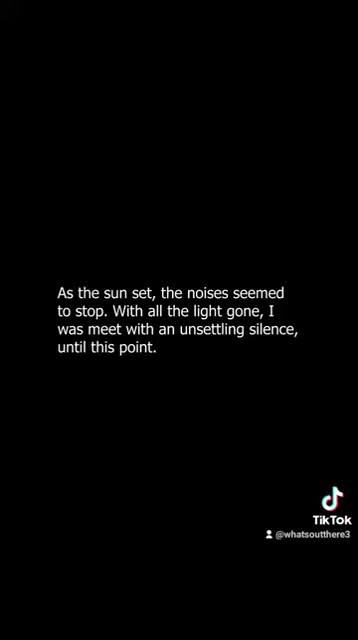 As the sun set, the noises seemed
to stop. With all the light gone, I
was meet with an unsettling silence,
until this point.
TikTok
@whatsoutthere3